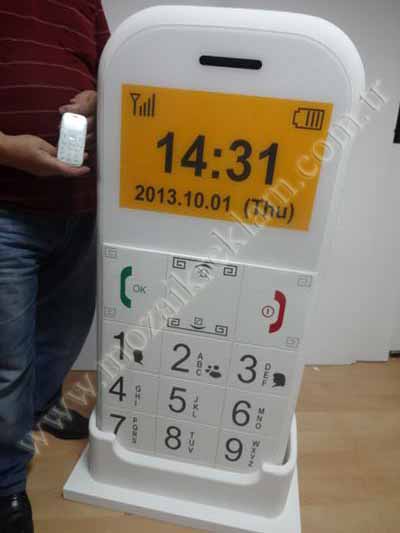 14:31
2013.10.01 (Thu)
OK
1
2 ABC
3 DEF
4 GHI
5 JKL
6 MNO
7 PQRS
8 TUV
9 WXYZ
www.mozaikreklam.com.tr